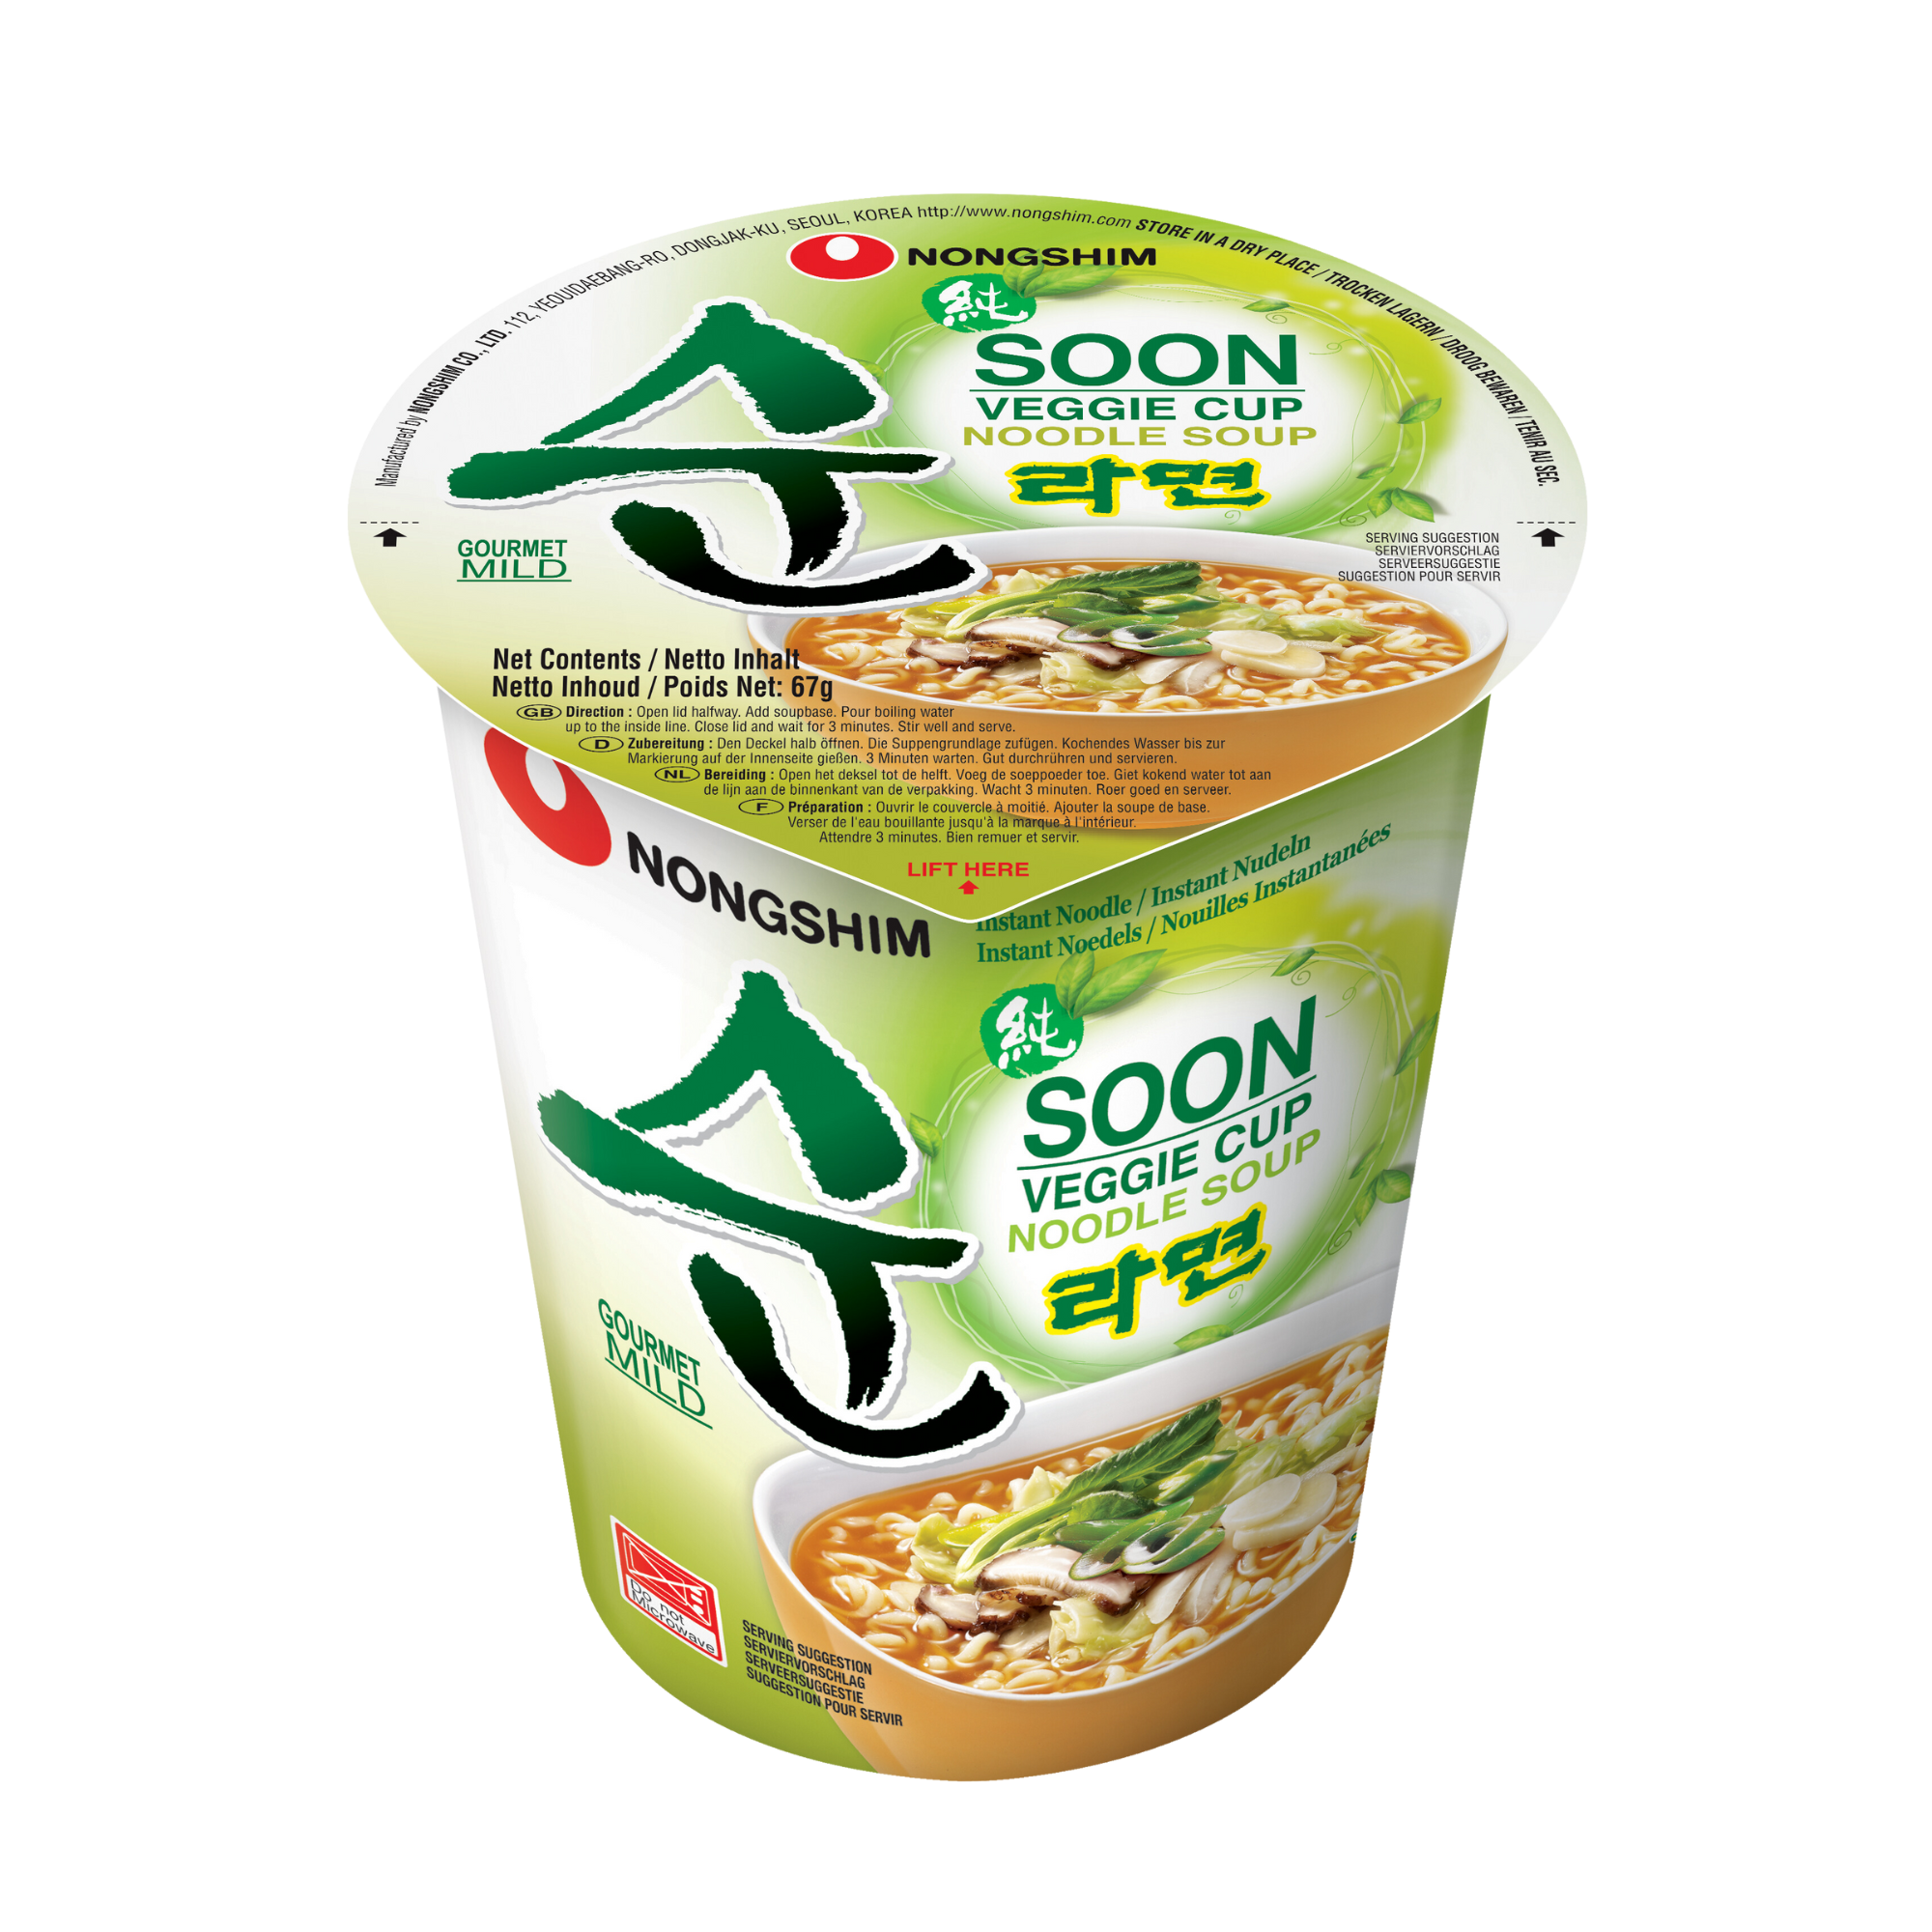 Manufactured by NONGSHIM CO., LTD. 112, YEOUIDAEBANG-RO, DONGJAK-KU, SEOUL, KOREA http://www.nongshim.com STORE IN A DRY PLACE / TROCKEN LAGERN / DROOG BEWAREN / TENIR AU SEC.
NONGSHIM
純
SOON
VEGGIE CUP
NOODLE SOUP
라면
순
GOURMET
MILD
SERVING SUGGESTION
SERVIERVORSCHLAG
SERVEERSUGGESTIE
SUGGESTION POUR SERVIR
Net Contents / Netto Inhalt
Netto Inhoud / Poids Net: 67g
GB Direction : Open lid halfway. Add soupbase. Pour boiling water
up to the inside line. Close lid and wait for 3 minutes. Stir well and serve.
D Zubereitung : Den Deckel halb öffnen. Die Suppengrundlage zufügen. Kochendes Wasser bis zur
Markierung auf der Innenseite gießen. 3 Minuten warten. Gut durchrühren und servieren.
NL Bereiding : Open het deksel tot de helft. Voeg de soeppoeder toe. Giet kokend water tot aan
de lijn aan de binnenkant van de verpakking. Wacht 3 minuten. Roer goed en serveer.
F Préparation : Ouvrir le couvercle à moitié. Ajouter la soupe de base.
Verser de l'eau bouillante jusqu'à la marque à l'intérieur.
Attendre 3 minutes. Bien remuer et servir.
LIFT HERE
NONGSHIM
Instant Noodle / Instant Nudeln
Instant Noedels / Nouilles Instantanées
純
SOON
VEGGIE CUP
NOODLE SOUP
라면
순
GOURMET
MILD
Do not
Microwave
SERVING SUGGESTION
SERVIERVORSCHLAG
SERVEERSUGGESTIE
SUGGESTION POUR SERVIR